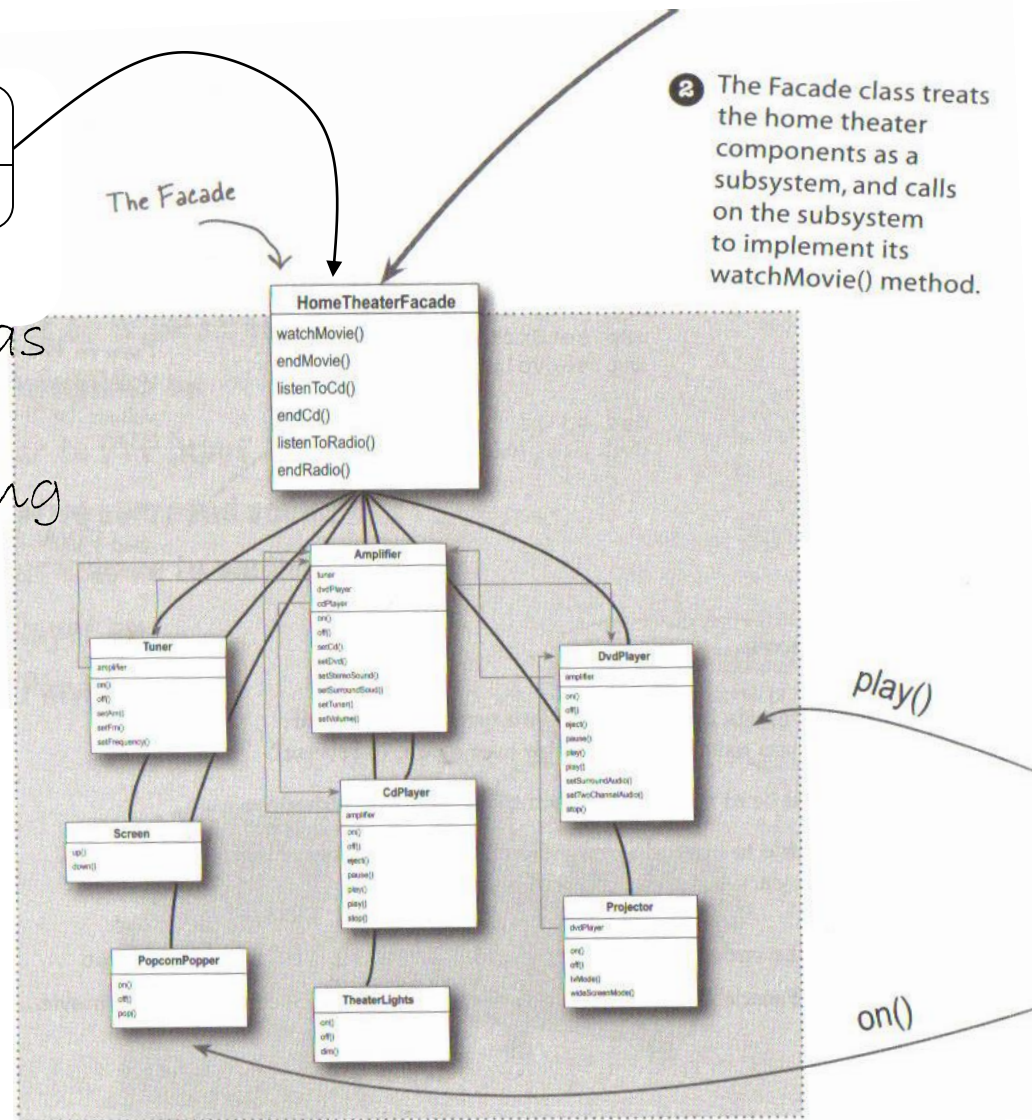 2 The Facade class treats
the home theater
components as a
subsystem, and calls
on the subsystem
to implement its
watchMovie() method.
The Facade
as
ng
HomeTheaterFacade
watchMovie()
endMovie()
listenToCd()
endCd()
listenToRadio()
endRadio()
Amplifier
tuner
dvdPlayer
cdPlayer
on()
off()
setCd()
setDvd()
setStereoSound()
setSurroundSoud()
setTuner()
setVolume()
Tuner
amplifier
on()
off()
setAm()
setFm()
setFrequency()
DvdPlayer
amplifier
on()
off()
eject()
pause()
play()
play()
setSurroundAudio()
setTwoChannelAudio()
stop()
play()
Screen
up()
down()
CdPlayer
amplifier
on()
off()
eject()
pause()
play()
play()
stop()
Projector
dvdPlayer
on()
off()
tvMode()
wideScreenMode()
PopcornPopper
on()
off()
pop()
TheaterLights
on()
off()
dim()
on()